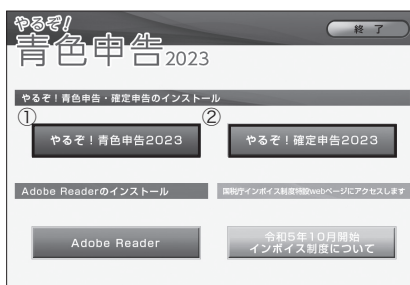 やるぞ!
青色申告2023
終 了
やるぞ!青色申告・確定申告のインストール
① ②
やるぞ!青色申告2023
やるぞ!確定申告2023
Adobe Readerのインストール
国税庁インボイス制度特設webページにアクセスします
Adobe Reader
令和5年10月開始
インボイス制度について